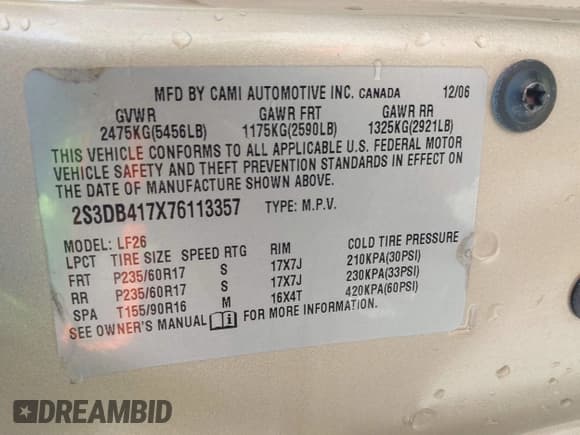 MFD BY CAMI AUTOMOTIVE INC. CANADA 12/06
GVWR GAWR FRT GAWR RR
2475KG(5456LB) 1175KG(2590LB) 1325KG(2921LB)
THIS VEHICLE CONFORMS TO ALL APPLICABLE U.S. FEDERAL MOTOR
VEHICLE SAFETY AND THEFT PREVENTION STANDARDS IN EFFECT ON
THE DATE OF MANUFACTURE SHOWN ABOVE.
2S3DB417X76113357 TYPE: M.P.V.
MODEL: LF26
LPCT TIRE SIZE SPEED RTG RIM COLD TIRE PRESSURE
FRT P235/60R17 S 17X7J 210KPA(30PSI)
RR P235/60R17 S 17X7J 230KPA(33PSI)
SPA T155/90R16 M 16X4T 420KPA(60PSI)
SEE OWNER'S MANUAL FOR MORE INFORMATION.
DREAMBID